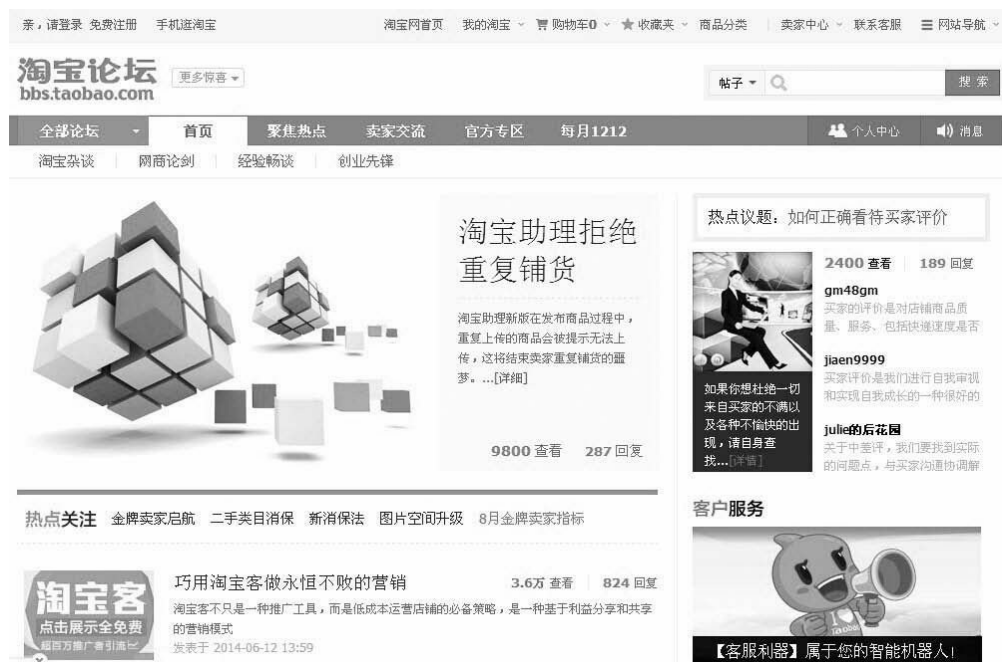 亲，请登录 免费注册 手机逛淘宝 淘宝网首页 我的淘宝 购物车0 收藏夹 商品分类 卖家中心 联系客服 网站导航
淘宝论坛
bbs.taobao.com
更多惊喜
帖子 搜 索
全部论坛 首页 聚焦热点 卖家交流 官方专区 每月1212 个人中心 消息
淘宝杂谈 网商论剑 经验畅谈 创业先锋
淘宝助理拒绝
重复铺货
淘宝助理新版在发布商品过程中，
重复上传的商品会被提示无法上
传，这将结束卖家重复铺货的噩
梦。...[详细]
9800 查看 287 回复
热点议题：如何正确看待买家评价
如果你想杜绝一切
来自买家的不满以
及各种不愉快的出
现，请自身查
找...[详情]
2400 查看 189 回复
gm48gm
买家的评价是对店铺商品质
量、服务、包括快递速度是否
jiaen9999
买家评价是我们进行自我审视
和实现自我成长的一种很好的
julie的后花园
关于中差评，我们要找到实际
的问题点，与买家沟通协调解
热点关注 金牌卖家启航 二手类目消保 新消保法 图片空间升级 8月金牌卖家指标
淘宝客
点击展示全免费
超百万推广者引流
巧用淘宝客做永恒不败的营销 3.6万 查看 824 回复
淘宝客不只是一种推广工具，而是低成本运营店铺的必备策略，是一种基于利益分享和共享
的营销模式
发表于 2014-06-12 13:59
客户服务
【客服利器】属于您的智能机器人！